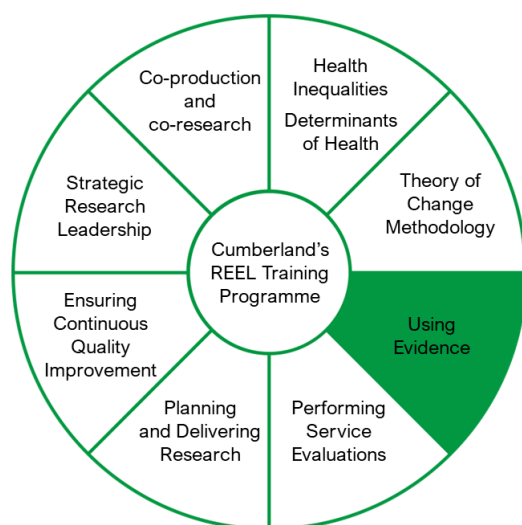 Co-production
and
co-research
Health
Inequalities
Determinants
of Health
Theory of
Change
Methodology
Using
Evidence
Performing
Service
Evaluations
Planning
and Delivering
Research
Ensuring
Continuous
Quality
Improvement
Strategic
Research
Leadership
Cumberland's
REEL Training
Programme